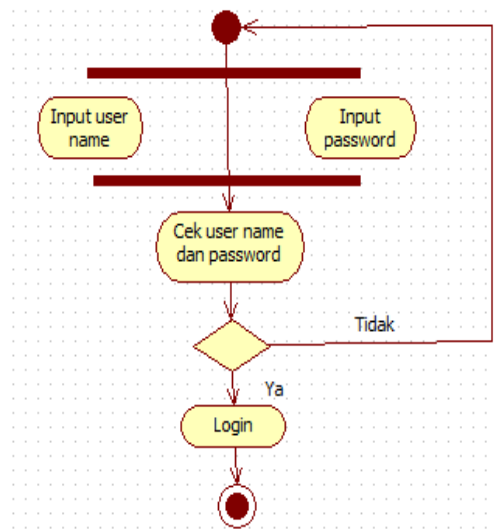 Input user
name
Input
password
Cek user name
dan password
Tidak
Ya
Login